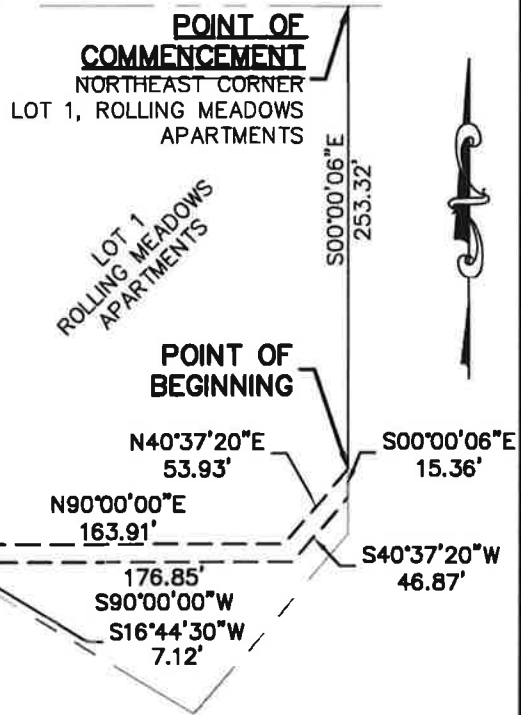 POINT OF
COMMENCEMENT
NORTHEAST CORNER
LOT 1, ROLLING MEADOWS
APARTMENTS
S00°00'06"E
253.32'
LOT 1
ROLLING MEADOWS
APARTMENTS
POINT OF
BEGINNING
N40°37'20"E
53.93'
S00°00'06"E
15.36'
N90°00'00"E
163.91'
S40°37'20"W
46.87'
176.85'
S90°00'00"W
S16°44'30"W
7.12'